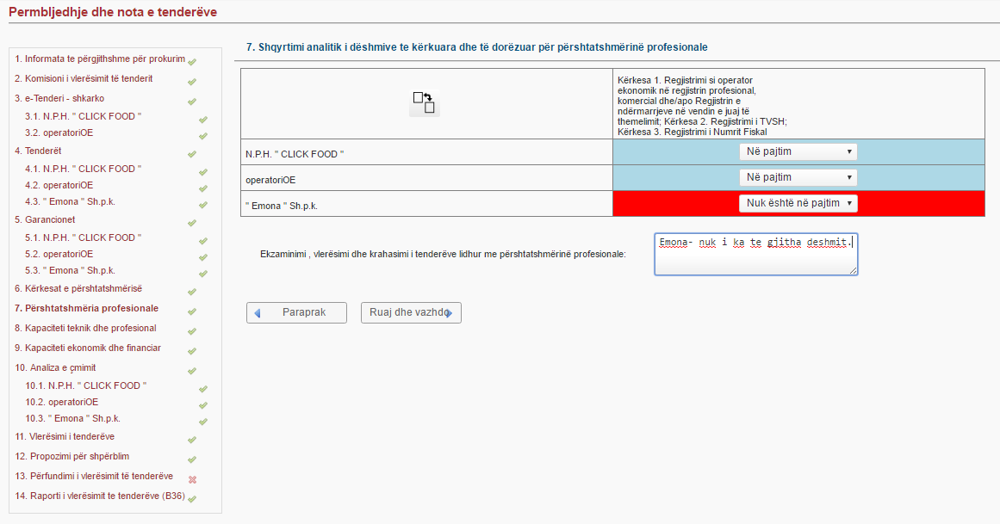 Permbljedhje dhe nota e tenderëve
1. Informata te përgjithshme për prokurim
2. Komisioni i vlerësimit të tenderit
3. e-Tenderi - shkarko
3.1. N.P.H. " CLICK FOOD "
3.2. operatoriOE
4. Tenderët
4.1. N.P.H. " CLICK FOOD "
4.2. operatoriOE
4.3. " Emona " Sh.p.k.
5. Garancionet
5.1. N.P.H. " CLICK FOOD "
5.2. operatoriOE
5.3. " Emona " Sh.p.k.
6. Kërkesat e përshtatshmërisë
7. Përshtatshmëria profesionale
8. Kapaciteti teknik dhe profesional
9. Kapaciteti ekonomik dhe financiar
10. Analiza e çmimit
10.1. N.P.H. " CLICK FOOD "
10.2. operatoriOE
10.3. " Emona " Sh.p.k.
11. Vlerësimi i tenderëve
12. Propozimi për shpërblim
13. Përfundimi i vlerësimit të tenderëve
14. Raporti i vlerësimit te tenderëve (B36)
7. Shqyrtimi analitik i dëshmive te kërkuara dhe të dorëzuar për përshtatshmërinë profesionale
Kërkesa 1. Regjistrimi si operator
ekonomik në regjistrin profesional,
komercial dhe/apo Regjistrin e
ndërmarrjeve në vendin e juaj të
themelimit; Kërkesa 2. Regjistrimi i TVSH;
Kërkesa 3. Regjistrimi i Numrit Fiskal
N.P.H. " CLICK FOOD "
Në pajtim
operatoriOE
Në pajtim
" Emona " Sh.p.k.
Nuk është në pajtim
Ekzaminimi , vlerësimi dhe krahasimi i tenderëve lidhur me përshtatshmërinë profesionale:
Emona- nuk i ka te gjitha deshmit.
Paraprak
Ruaj dhe vazhdo